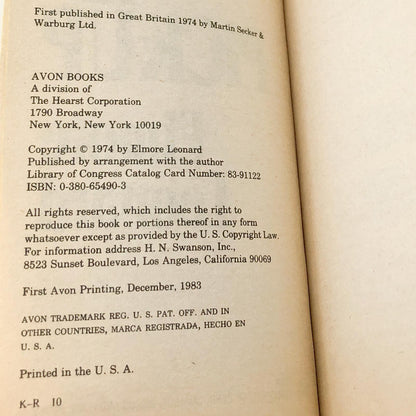 First published in Great Britain 1974 by Martin Secker &
Warburg Ltd.
AVON BOOKS
A division of
The Hearst Corporation
1790 Broadway
New York, New York 10019
Copyright © 1974 by Elmore Leonard
Published by arrangement with the author
Library of Congress Catalog Card Number: 83-91122
ISBN: 0-380-65490-3
All rights reserved, which includes the right to
reproduce this book or portions thereof in any form
whatsoever except as provided by the U. S. Copyright Law.
For information address H. N. Swanson, Inc.,
8523 Sunset Boulevard, Los Angeles, California 90069
First Avon Printing, December, 1983
AVON TRADEMARK REG. U. S. PAT. OFF. AND IN
OTHER COUNTRIES, MARCA REGISTRADA, HECHO EN
U. S. A.
Printed in the U. S. A.
K-R 10